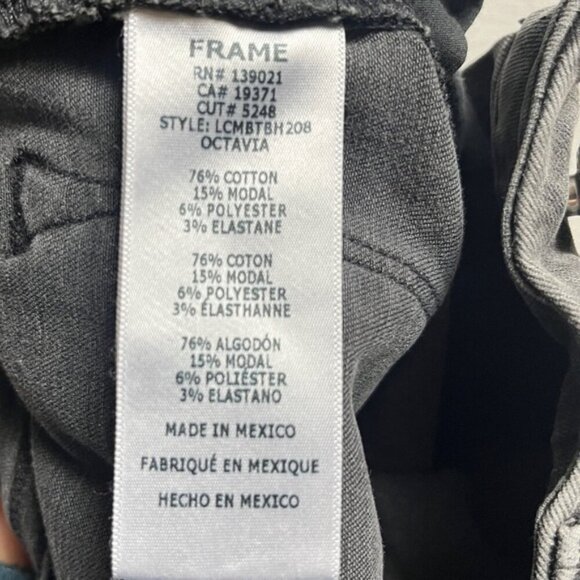 FRAME
RN# 139021
CA# 19371
CUT# 5248
STYLE: LCMBTBH208
OCTAVIA
76% COTTON
15% MODAL
6% POLYESTER
3% ELASTANE
76% COTON
15% MODAL
6% POLYESTER
3% ÉLASTHANNE
76% ALGODÓN
15% MODAL
6% POLIÉSTER
3% ELASTANO
MADE IN MEXICO
FABRIQUÉ EN MEXIQUE
HECHO EN MEXICO